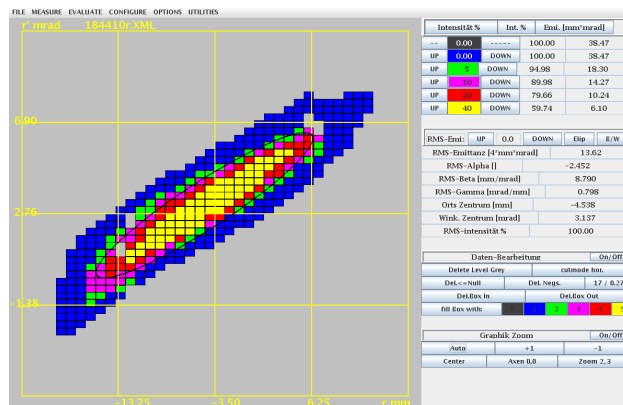 FILE MEASURE EVALUATE CONFIGURE OPTIONS UTILITIES
r' mrad 184410r.XML
6.90
2.76
-1.38
-13.25 -3.50 6.25 r mm
Intensität % Int. % Emi. [mm*mrad]
-- 0.00 ----- 100.00 38.47
UP 0.00 DOWN 100.00 38.47
UP 5 DOWN 94.98 18.30
UP 10 DOWN 89.98 14.27
UP 20 DOWN 79.66 10.24
UP 40 DOWN 59.74 6.10
RMS-Emi: UP 0.0 DOWN Elip B/W
RMS-Emittanz [4*mm*mrad] 13.62
RMS-Alpha [] -2.452
RMS-Beta [mm/mrad] 8.790
RMS-Gamma [mrad/mm] 0.798
Orts Zentrum [mm] -4.538
Wink. Zentrum [mrad] 3.137
RMS-intensität % 100.00
Daten-Bearbeitung On/Off
Delete Level Grey cutmode hor.
Del.<=Null Del. Negs. 17 / 0.27
Del.Box In Del.Box Out
fill Box with: 1 2 3 5
Graphik Zoom On/Off
Auto +1 -1
Center Axen 0,0 Zoom 2,3